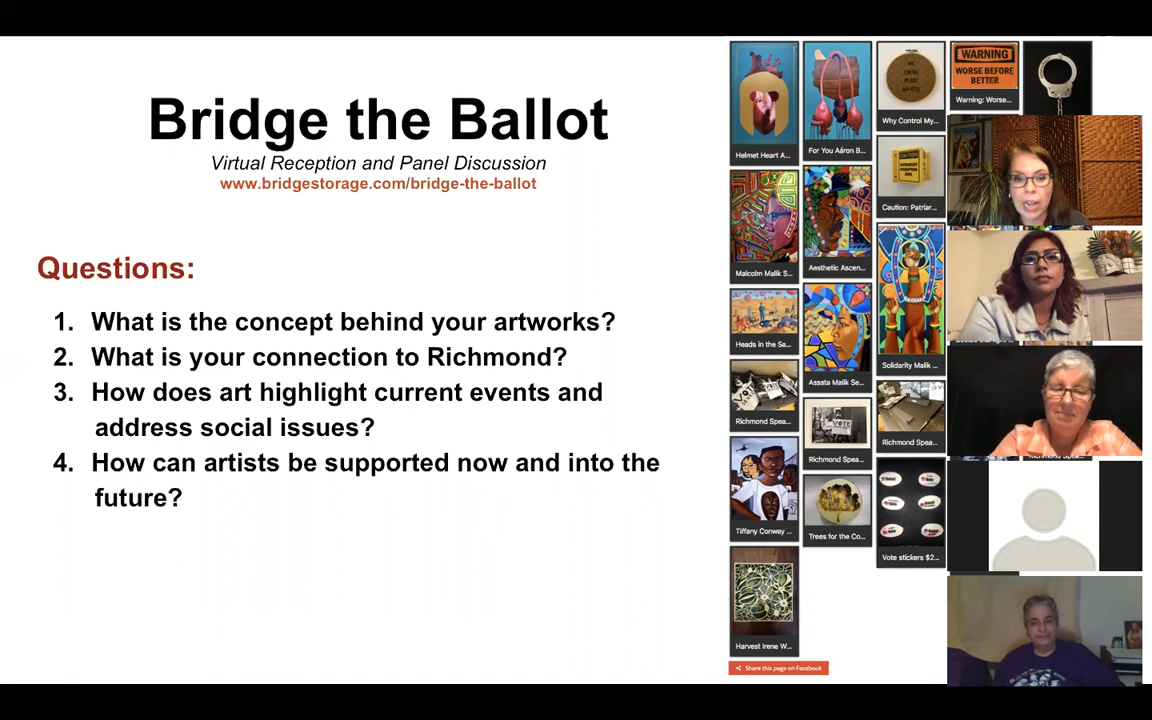 Bridge the Ballot
Virtual Reception and Panel Discussion
www.bridgestorage.com/bridge-the-ballot
Questions:
1. What is the concept behind your artworks?
2. What is your connection to Richmond?
3. How does art highlight current events and
address social issues?
4. How can artists be supported now and into the
future?
Helmet Heart A...
For You Aáron B...
Why Control My...
WARNING
WORSE BEFORE
BETTER
Warning: Worse...
CAUTION
Caution: Patriar...
Malcolm Malik S...
Aesthetic Ascen...
Solidarity Malik ...
Heads in the Sa...
Assata Malik Se...
Richmond Spea...
VOTE
Richmond Spea...
Richmond Spea...
Tiffany Conway ...
Trees for the Co...
Vote stickers $2...
Harvest Irene W...
Share this page on Facebook